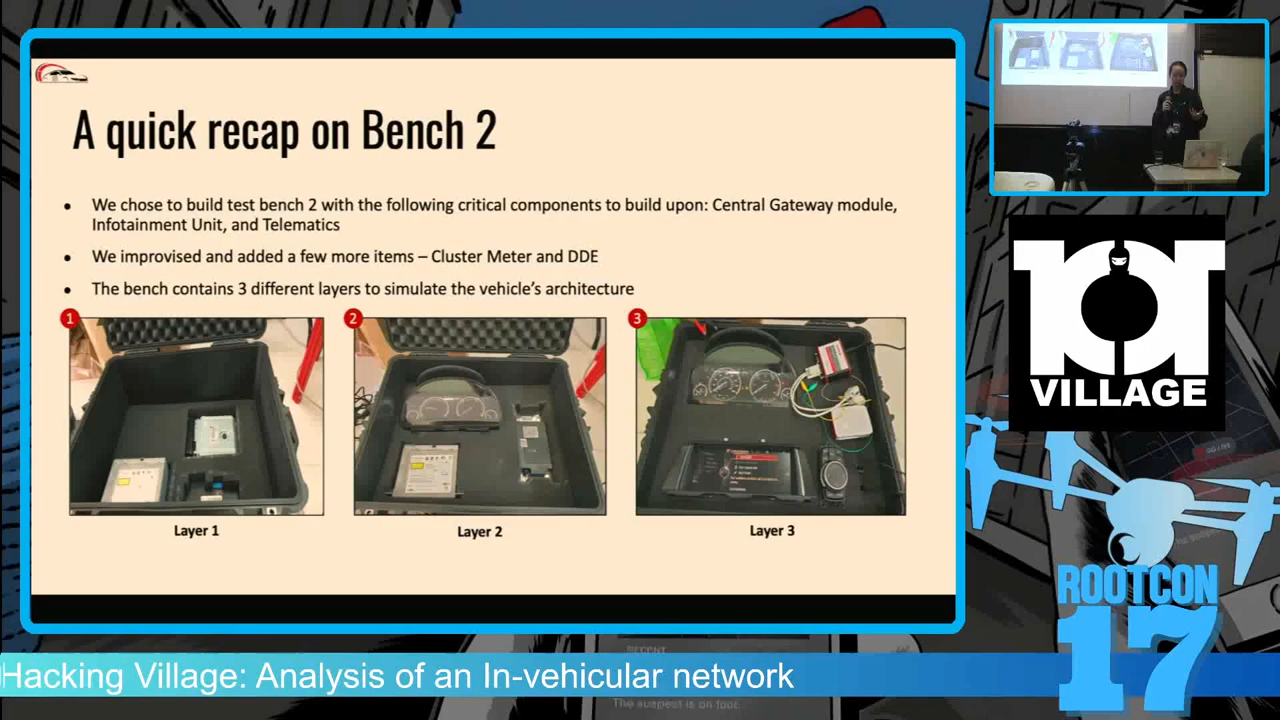 A quick recap on Bench 2
We chose to build test bench 2 with the following critical components to build upon: Central Gateway module,
Infotainment Unit, and Telematics
We improvised and added a few more items – Cluster Meter and DDE
The bench contains 3 different layers to simulate the vehicle's architecture
1
2
3
Layer 1
Layer 2
Layer 3
VILLAGE
ROOTCON
17
Hacking Village: Analysis of an In-vehicular network
RECENT
The suspect is on foot.